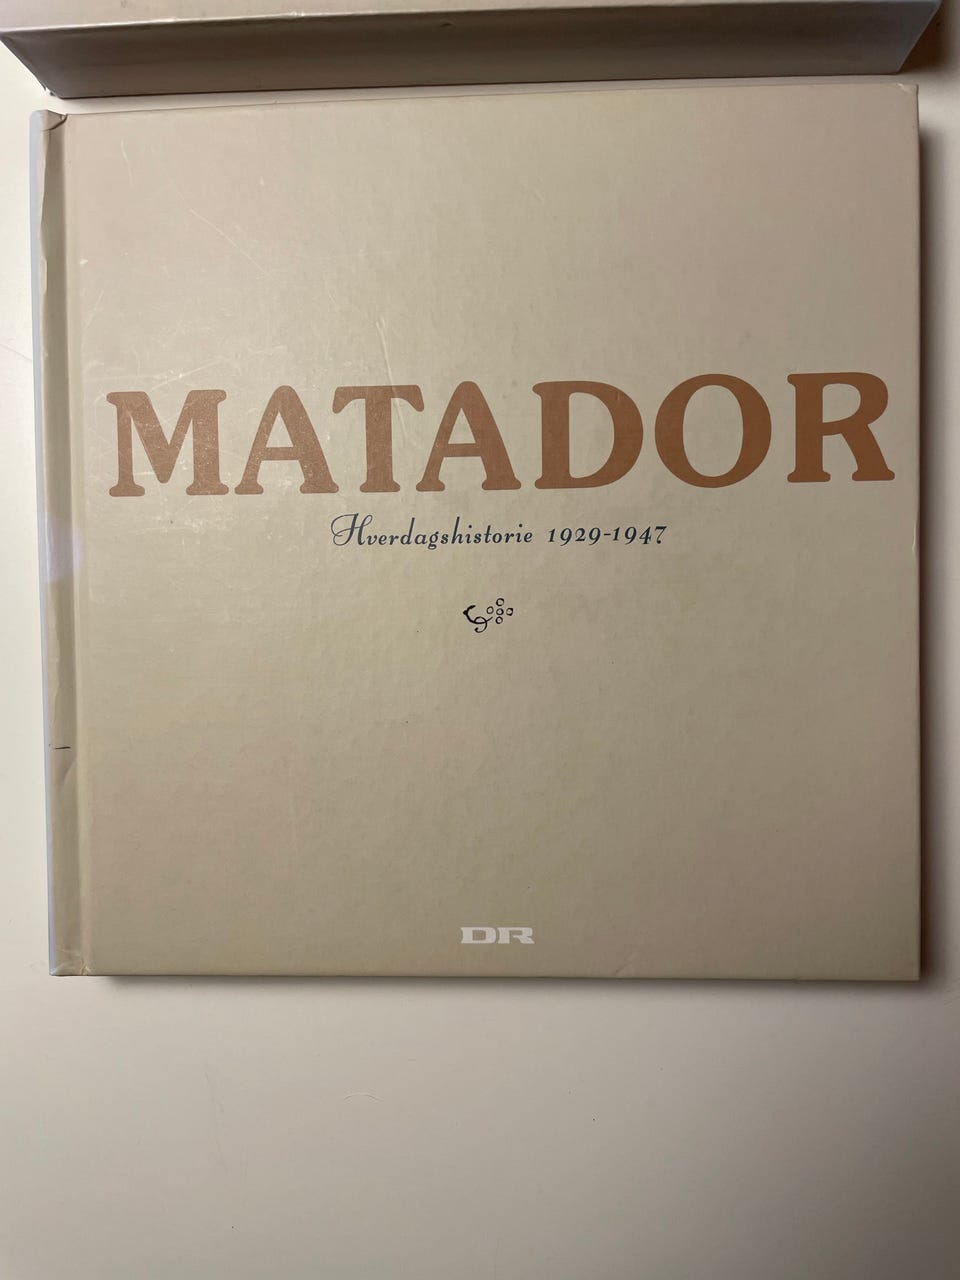 MATADOR
Hverdagshistorie 1929-1947
DR